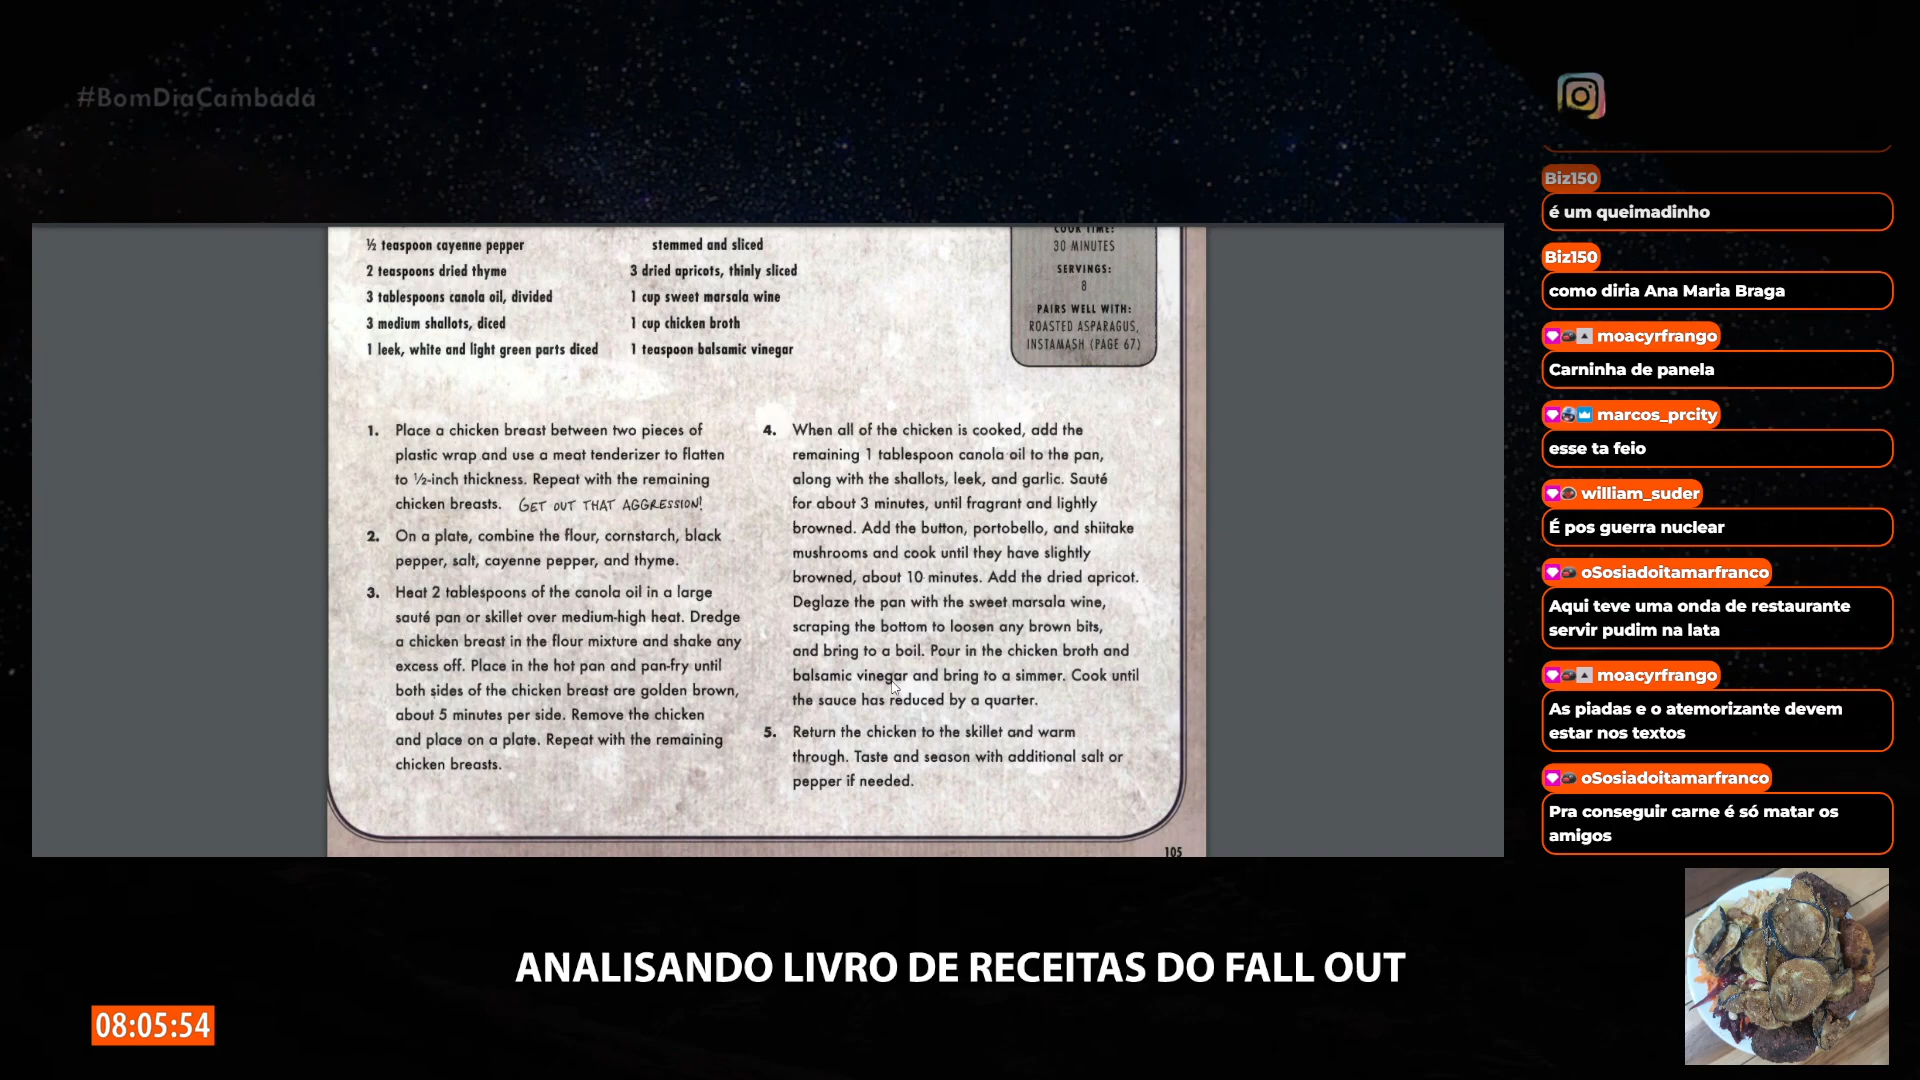 #BomDiaCambada
½ teaspoon cayenne pepper
2 teaspoons dried thyme
3 tablespoons canola oil, divided
3 medium shallots, diced
1 leek, white and light green parts diced
stemmed and sliced
3 dried apricots, thinly sliced
1 cup sweet marsala wine
1 cup chicken broth
1 teaspoon balsamic vinegar
COOK TIME:
30 MINUTES
SERVINGS:
8
PAIRS WELL WITH:
ROASTED ASPARAGUS,
INSTAMASH (PAGE 67)
1. Place a chicken breast between two pieces of
plastic wrap and use a meat tenderizer to flatten
to ½-inch thickness. Repeat with the remaining
chicken breasts. GET OUT THAT AGGRESSION!
2. On a plate, combine the flour, cornstarch, black
pepper, salt, cayenne pepper, and thyme.
3. Heat 2 tablespoons of the canola oil in a large
sauté pan or skillet over medium-high heat. Dredge
a chicken breast in the flour mixture and shake any
excess off. Place in the hot pan and pan-fry until
both sides of the chicken breast are golden brown,
about 5 minutes per side. Remove the chicken
and place on a plate. Repeat with the remaining
chicken breasts.
4. When all of the chicken is cooked, add the
remaining 1 tablespoon canola oil to the pan,
along with the shallots, leek, and garlic. Sauté
for about 3 minutes, until fragrant and lightly
browned. Add the button, portobello, and shiitake
mushrooms and cook until they have slightly
browned, about 10 minutes. Add the dried apricot.
Deglaze the pan with the sweet marsala wine,
scraping the bottom to loosen any brown bits,
and bring to a boil. Pour in the chicken broth and
balsamic vinegar and bring to a simmer. Cook until
the sauce has reduced by a quarter.
5. Return the chicken to the skillet and warm
through. Taste and season with additional salt or
pepper if needed.
105
Biz150
é um queimadinho
Biz150
como diria Ana Maria Braga
moacyrfrango
Carninha de panela
marcos_prcity
esse ta feio
william_suder
É pos guerra nuclear
oSosiadoitamarfranco
Aqui teve uma onda de restaurante
servir pudim na lata
moacyrfrango
As piadas e o atemorizante devem
estar nos textos
oSosiadoitamarfranco
Pra conseguir carne é só matar os
amigos
ANALISANDO LIVRO DE RECEITAS DO FALL OUT
08:05:54